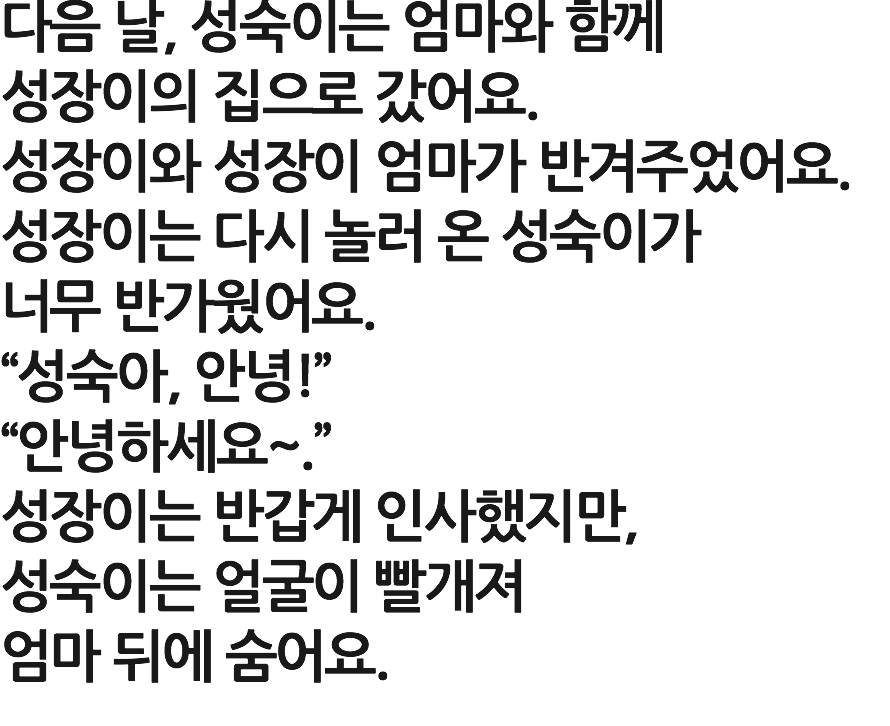 다음 날, 성숙이는 엄마와 함께
성장이의 집으로 갔어요.
성장이와 성장이 엄마가 반겨주었어요.
성장이는 다시 놀러 온 성숙이가
너무 반가웠어요.
“성숙아, 안녕!”
“안녕하세요~.”
성장이는 반갑게 인사했지만,
성숙이는 얼굴이 빨개져
엄마 뒤에 숨어요.